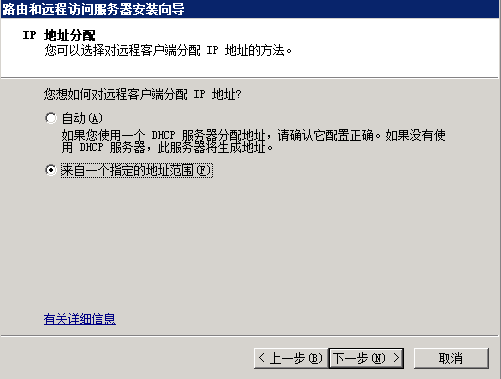 路由和远程访问服务器安装向导
IP 地址分配
您可以选择对远程客户端分配 IP 地址的方法。
您想如何对远程客户端分配 IP 地址?
自动(A)
如果您使用一个 DHCP 服务器分配地址，请确认它配置正确。如果没有使
用 DHCP 服务器，此服务器将生成地址。
来自一个指定的地址范围(F)
有关详细信息
< 上一步(B) 下一步(N) > 取消